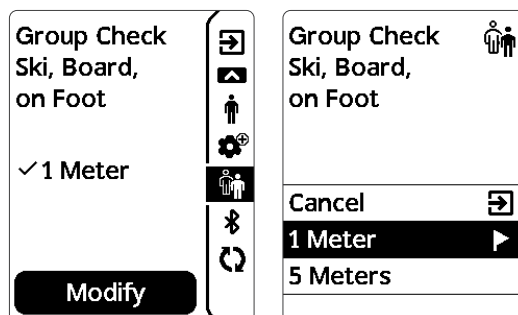 Group Check
Ski, Board,
on Foot
✓1 Meter
Modify
Group Check
Ski, Board,
on Foot
Cancel
1 Meter
5 Meters